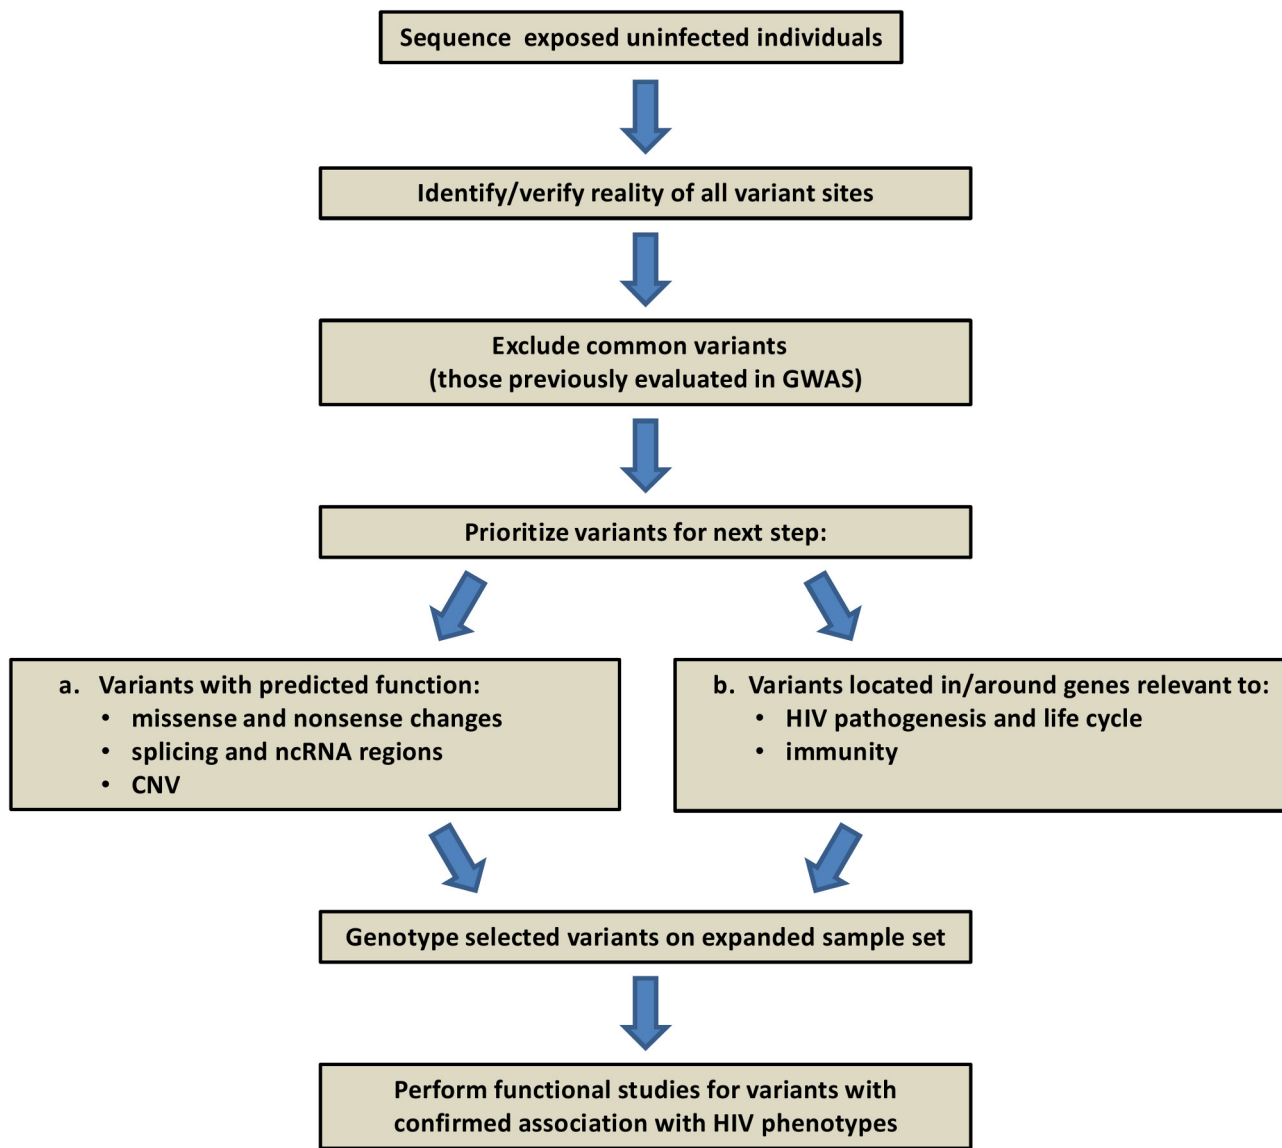 Sequence exposed uninfected individuals
Identify/verify reality of all variant sites
Exclude common variants
(those previously evaluated in GWAS)
Prioritize variants for next step:
a. Variants with predicted function:
• missense and nonsense changes
• splicing and ncRNA regions
• CNV
b. Variants located in/around genes relevant to:
• HIV pathogenesis and life cycle
• immunity
Genotype selected variants on expanded sample set
Perform functional studies for variants with
confirmed association with HIV phenotypes